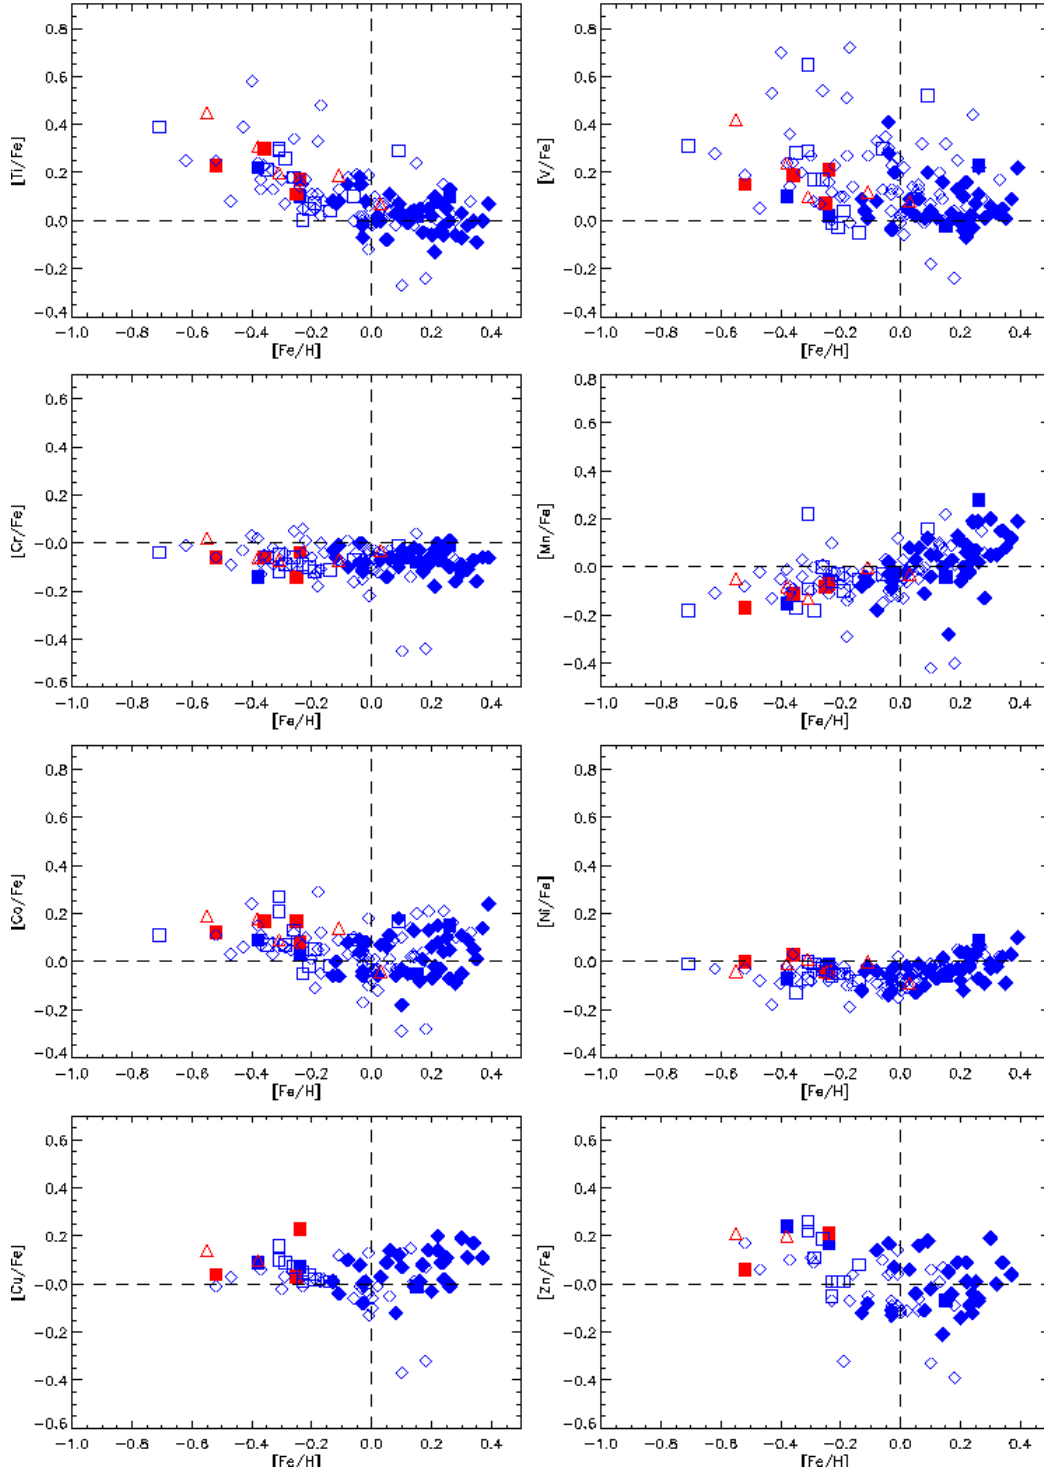 0.8 0.8
0.6 0.6
0.4 0.4
[Ti/Fe] [V/Fe]
0.2 0.2
0.0 0.0
−0.2 −0.2
−0.4 −0.4
−1.0 −0.8 −0.6 −0.4 −0.2 0.0 0.2 0.4 −1.0 −0.8 −0.6 −0.4 −0.2 0.0 0.2 0.4
[Fe/H] [Fe/H]
0.6 0.8
0.4 0.6
0.2 0.4
[Cr/Fe] [Mn/Fe]
−0.0 0.2
−0.2 −0.0
−0.4 −0.2
−0.6 −0.4
−1.0 −0.8 −0.6 −0.4 −0.2 0.0 0.2 0.4 −1.0 −0.8 −0.6 −0.4 −0.2 0.0 0.2 0.4
[Fe/H] [Fe/H]
0.8 0.8
0.6 0.6
0.4 0.4
[Co/Fe] [Ni/Fe]
0.2 0.2
0.0 0.0
−0.2 −0.2
−0.4 −0.4
−1.0 −0.8 −0.6 −0.4 −0.2 0.0 0.2 0.4 −1.0 −0.8 −0.6 −0.4 −0.2 0.0 0.2 0.4
[Fe/H] [Fe/H]
0.6 0.6
0.4 0.4
0.2 0.2
[Cu/Fe] [Zn/Fe]
−0.0 −0.0
−0.2 −0.2
−0.4 −0.4
−0.6 −0.6
−1.0 −0.8 −0.6 −0.4 −0.2 0.0 0.2 0.4 −1.0 −0.8 −0.6 −0.4 −0.2 0.0 0.2 0.4
[Fe/H] [Fe/H]